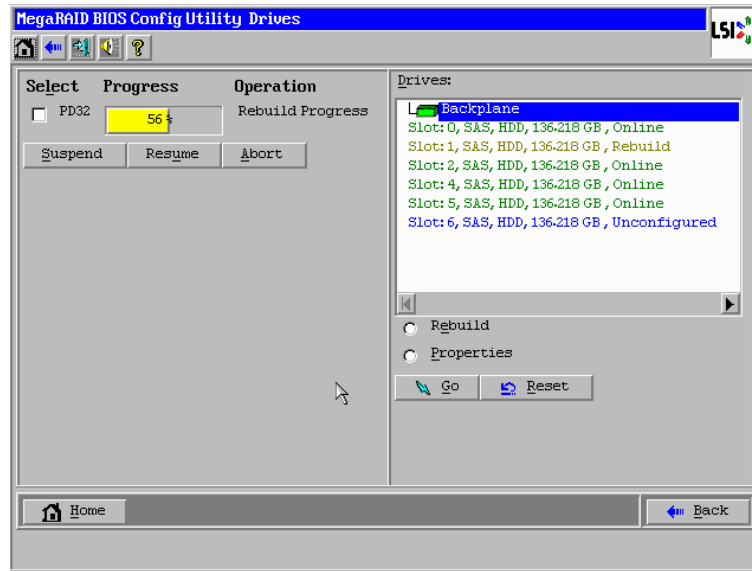 MegaRAID BIOS Config Utility Drives
LSI
Select Progress Operation
PD32 56 % Rebuild Progress
Suspend Resume Abort
Drives:
Backplane
Slot: 0, SAS, HDD, 136.218 GB , Online
Slot: 1, SAS, HDD, 136.218 GB , Rebuild
Slot: 2, SAS, HDD, 136.218 GB , Online
Slot: 4, SAS, HDD, 136.218 GB , Online
Slot: 5, SAS, HDD, 136.218 GB , Online
Slot: 6, SAS, HDD, 136.218 GB , Unconfigured
Rebuild
Properties
Go Reset
Home Back